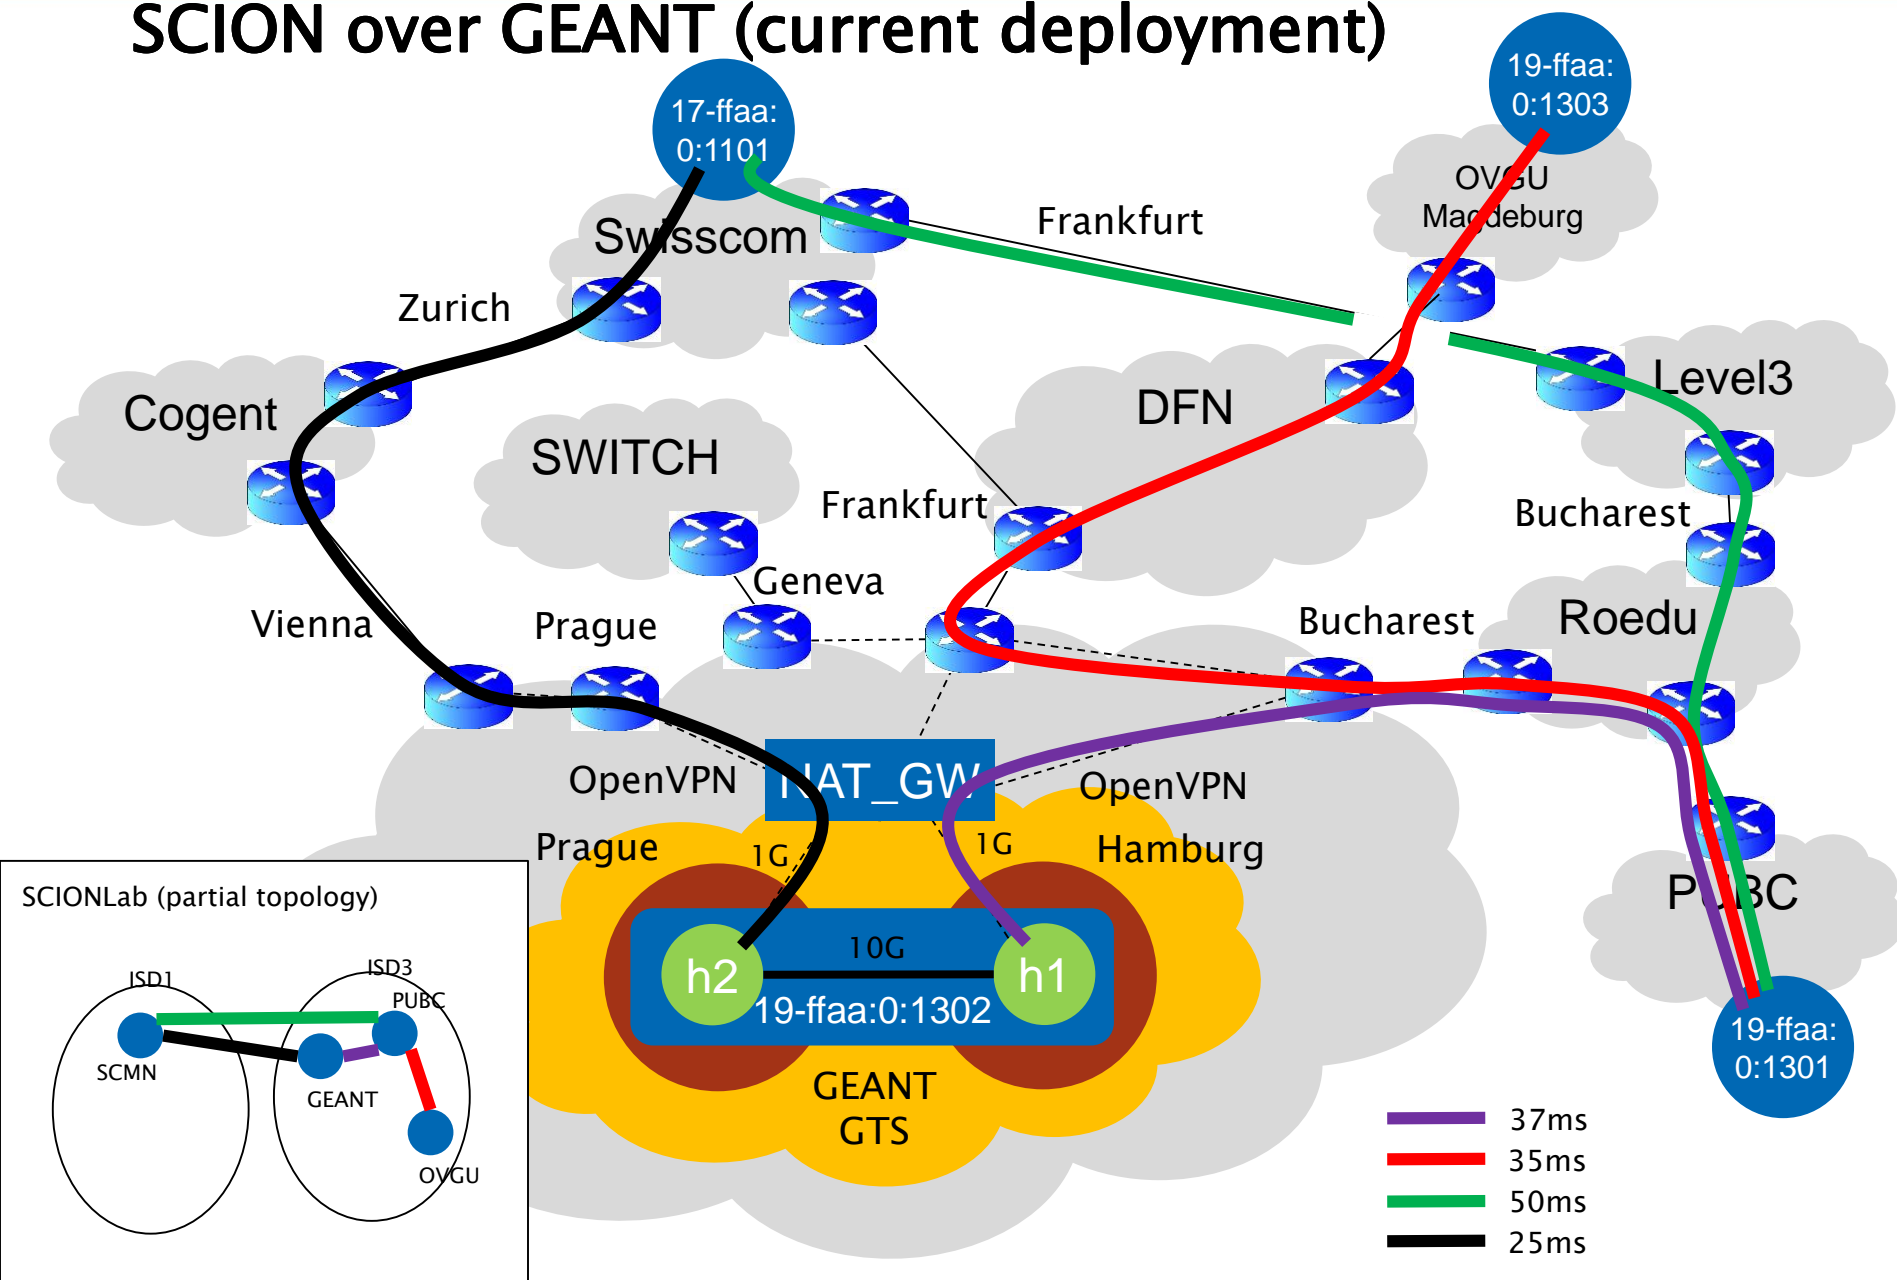 SCION over GEANT (current deployment)
17-ffaa:
0:1101
19-ffaa:
0:1303
OVGU
Magdeburg
Swisscom
Frankfurt
Zurich
Cogent
SWITCH
DFN
Level3
Frankfurt
Bucharest
Geneva
Vienna
Prague
Bucharest
Roedu
OpenVPN
NAT_GW
OpenVPN
Prague
1G
1G
Hamburg
PUBC
10G
h2
h1
19-ffaa:0:1302
19-ffaa:
0:1301
GEANT
GTS
SCIONLab (partial topology)
ISD1
ISD3
PUBC
SCMN
GEANT
OVGU
37ms
35ms
50ms
25ms